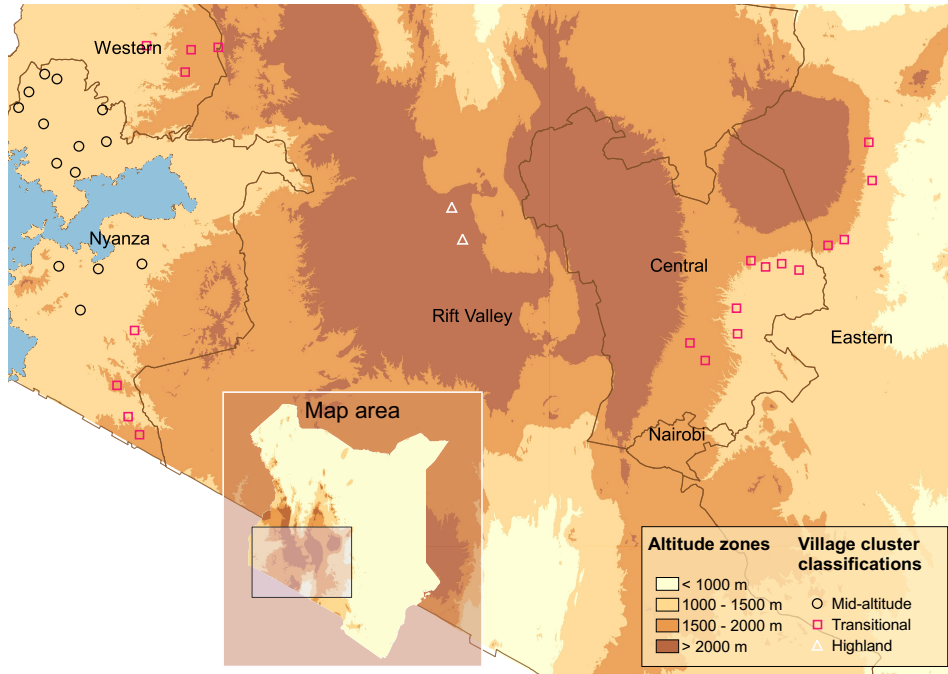 Western
Nyanza
Central
Rift Valley
Eastern
Map area
Nairobi
Altitude zones
< 1000 m
1000 - 1500 m
1500 - 2000 m
> 2000 m
Village cluster
classifications
Mid-altitude
Transitional
Highland